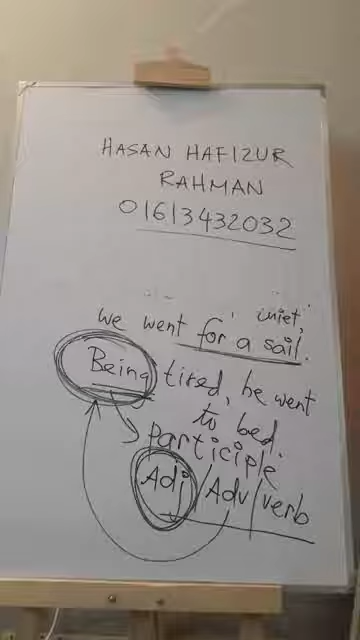 HASAN HAFIZUR
RAHMAN
01613432032
we went for a sail.
Being tired, he went
to bed.
Participle
Adj/Adv/verb